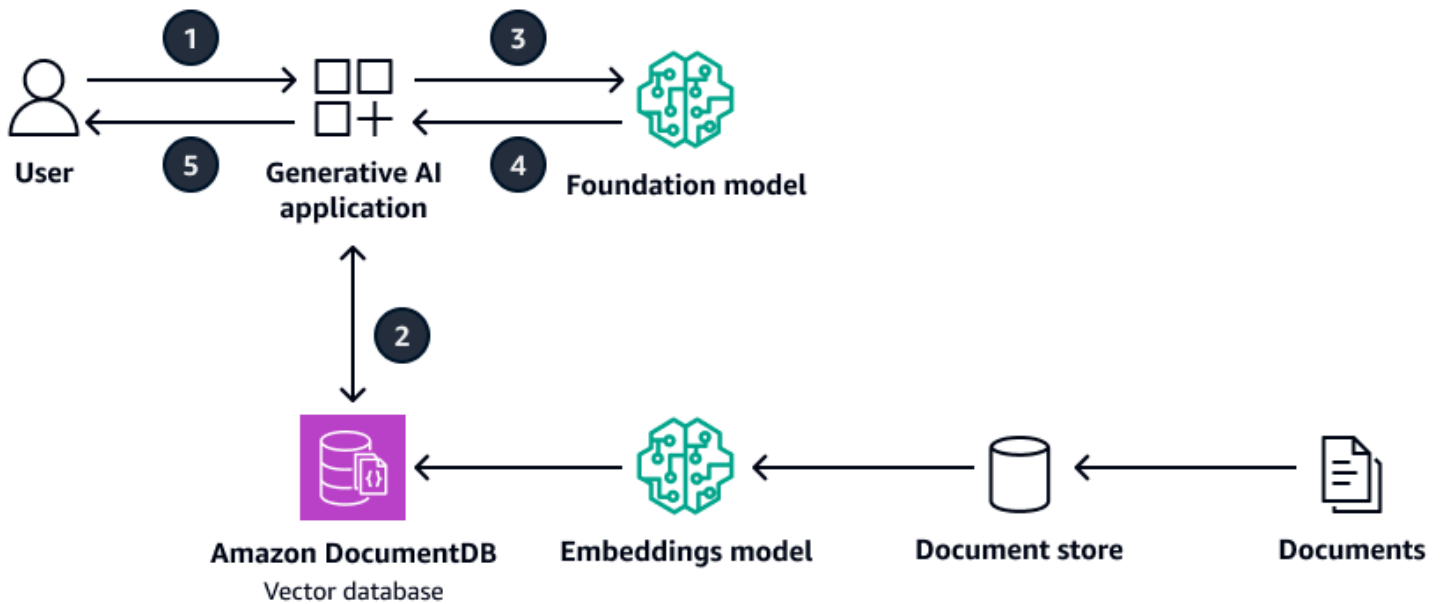 1
3
5
4
User
Generative AI
application
Foundation model
2
{}
Amazon DocumentDB
Vector database
Embeddings model
Document store
Documents